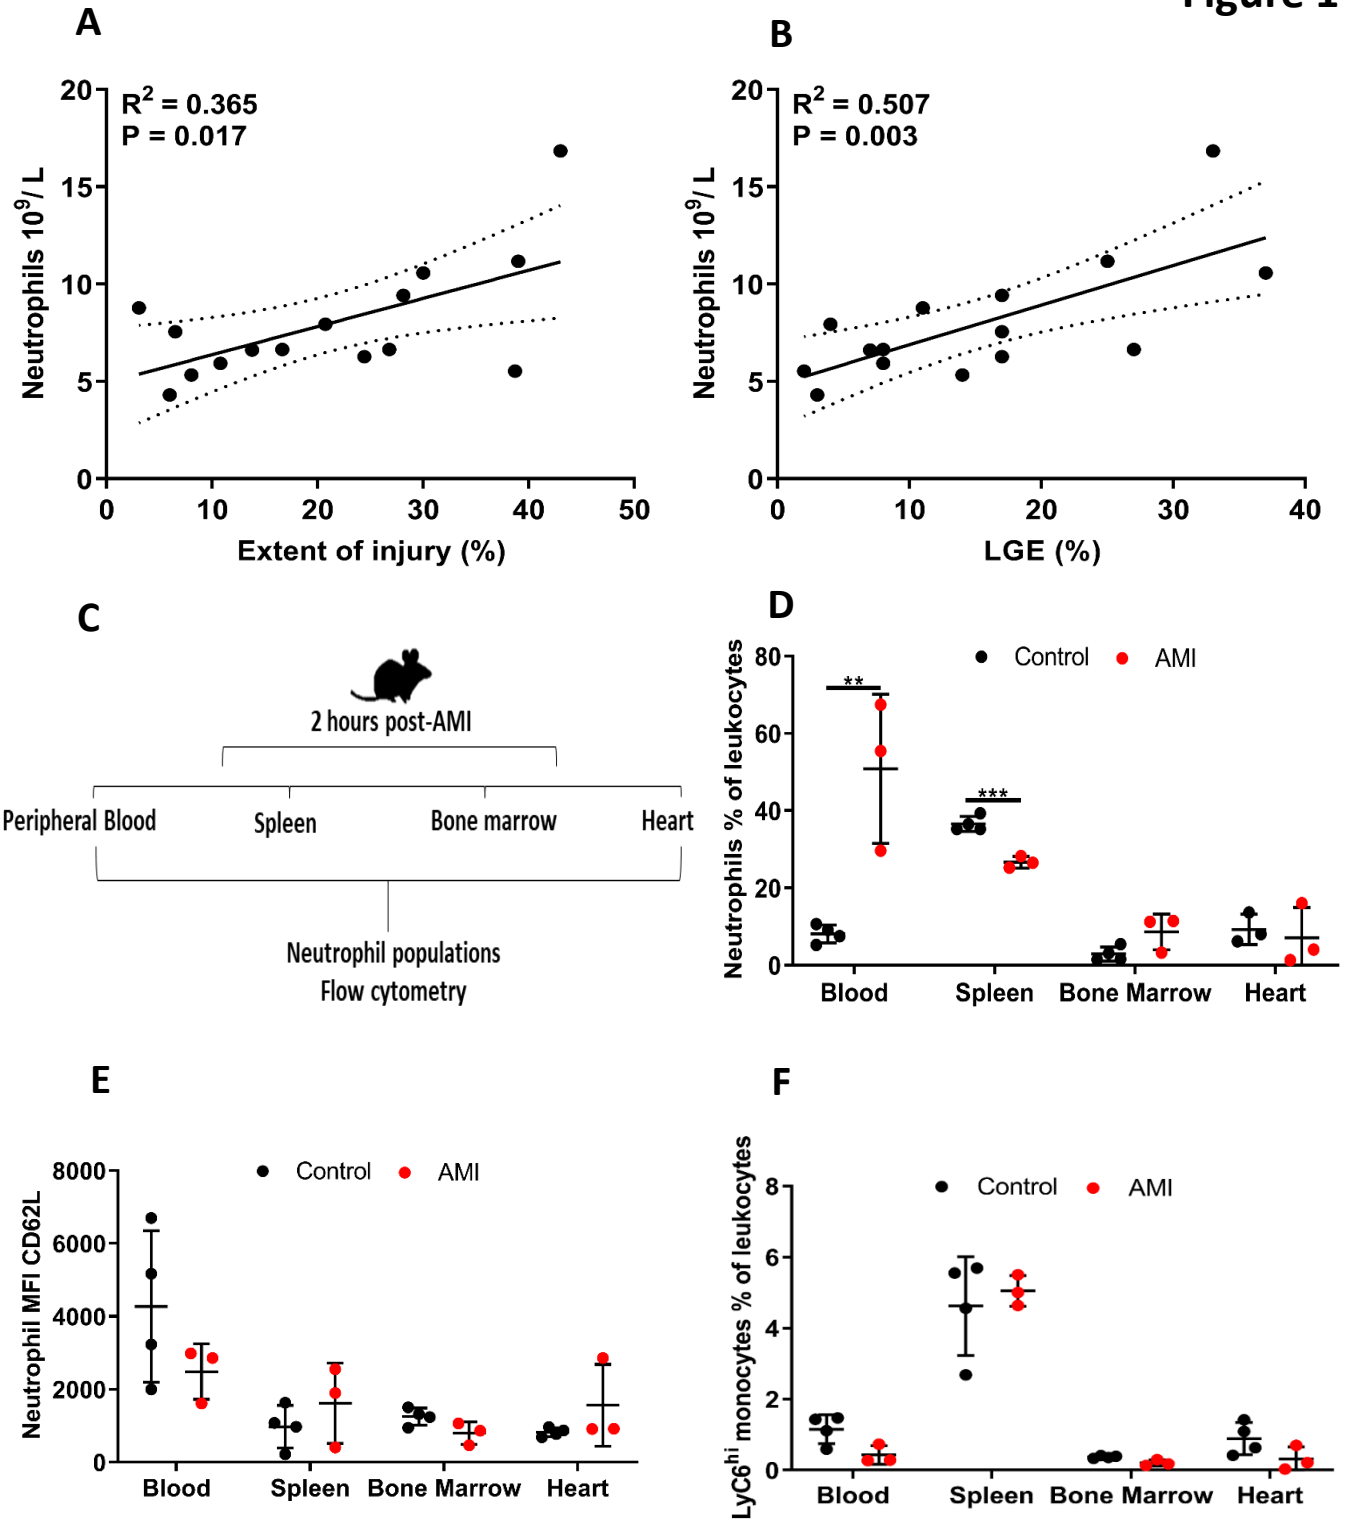 Figure 1
A
B
R² = 0.365
P = 0.017
Neutrophils 10⁹/ L
20
15
10
5
0
0 10 20 30 40 50
Extent of injury (%)
R² = 0.507
P = 0.003
Neutrophils 10⁹/ L
20
15
10
5
0
0 10 20 30 40
LGE (%)
C
2 hours post-AMI
Peripheral Blood Spleen Bone marrow Heart
Neutrophil populations
Flow cytometry
D
Control AMI
Neutrophils % of leukocytes
80
60
40
20
0
**
***
Blood Spleen Bone Marrow Heart
E
Control AMI
Neutrophil MFI CD62L
8000
6000
4000
2000
0
Blood Spleen Bone Marrow Heart
F
Control AMI
LyC6ʰⁱ monocytes % of leukocytes
8
6
4
2
0
Blood Spleen Bone Marrow Heart